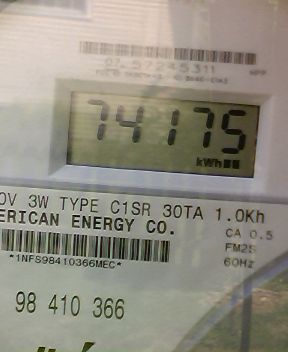 74175
kWh
0V 3W TYPE C1SR 30TA 1.0Kh
ERICAN ENERGY CO.
CA 0.5
FM2S
60Hz
*1NFS98410366MEC*
98 410 366